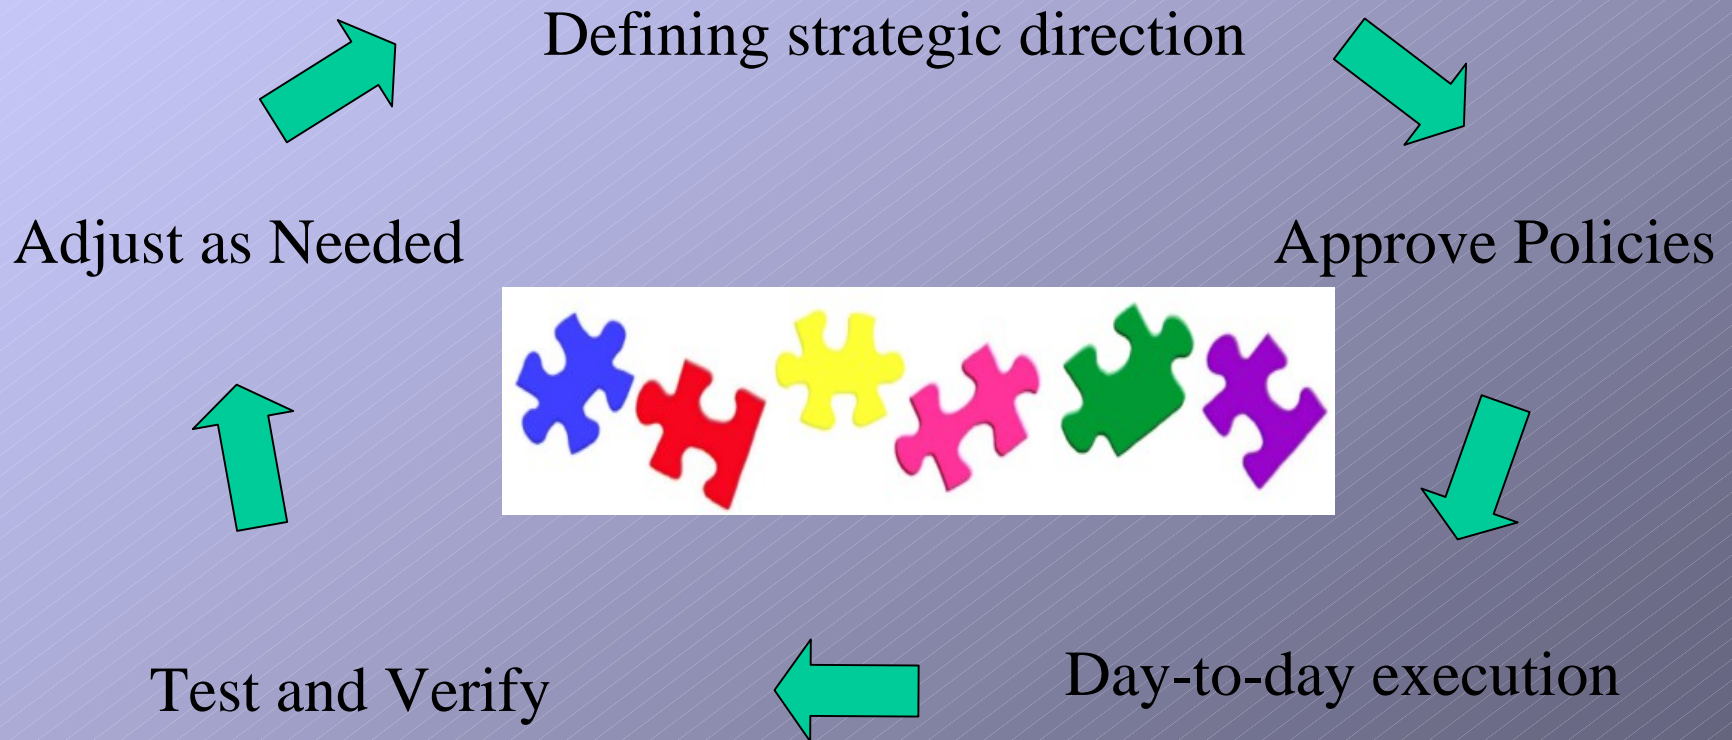 Defining strategic direction
Adjust as Needed
Approve Policies
Test and Verify
Day-to-day execution